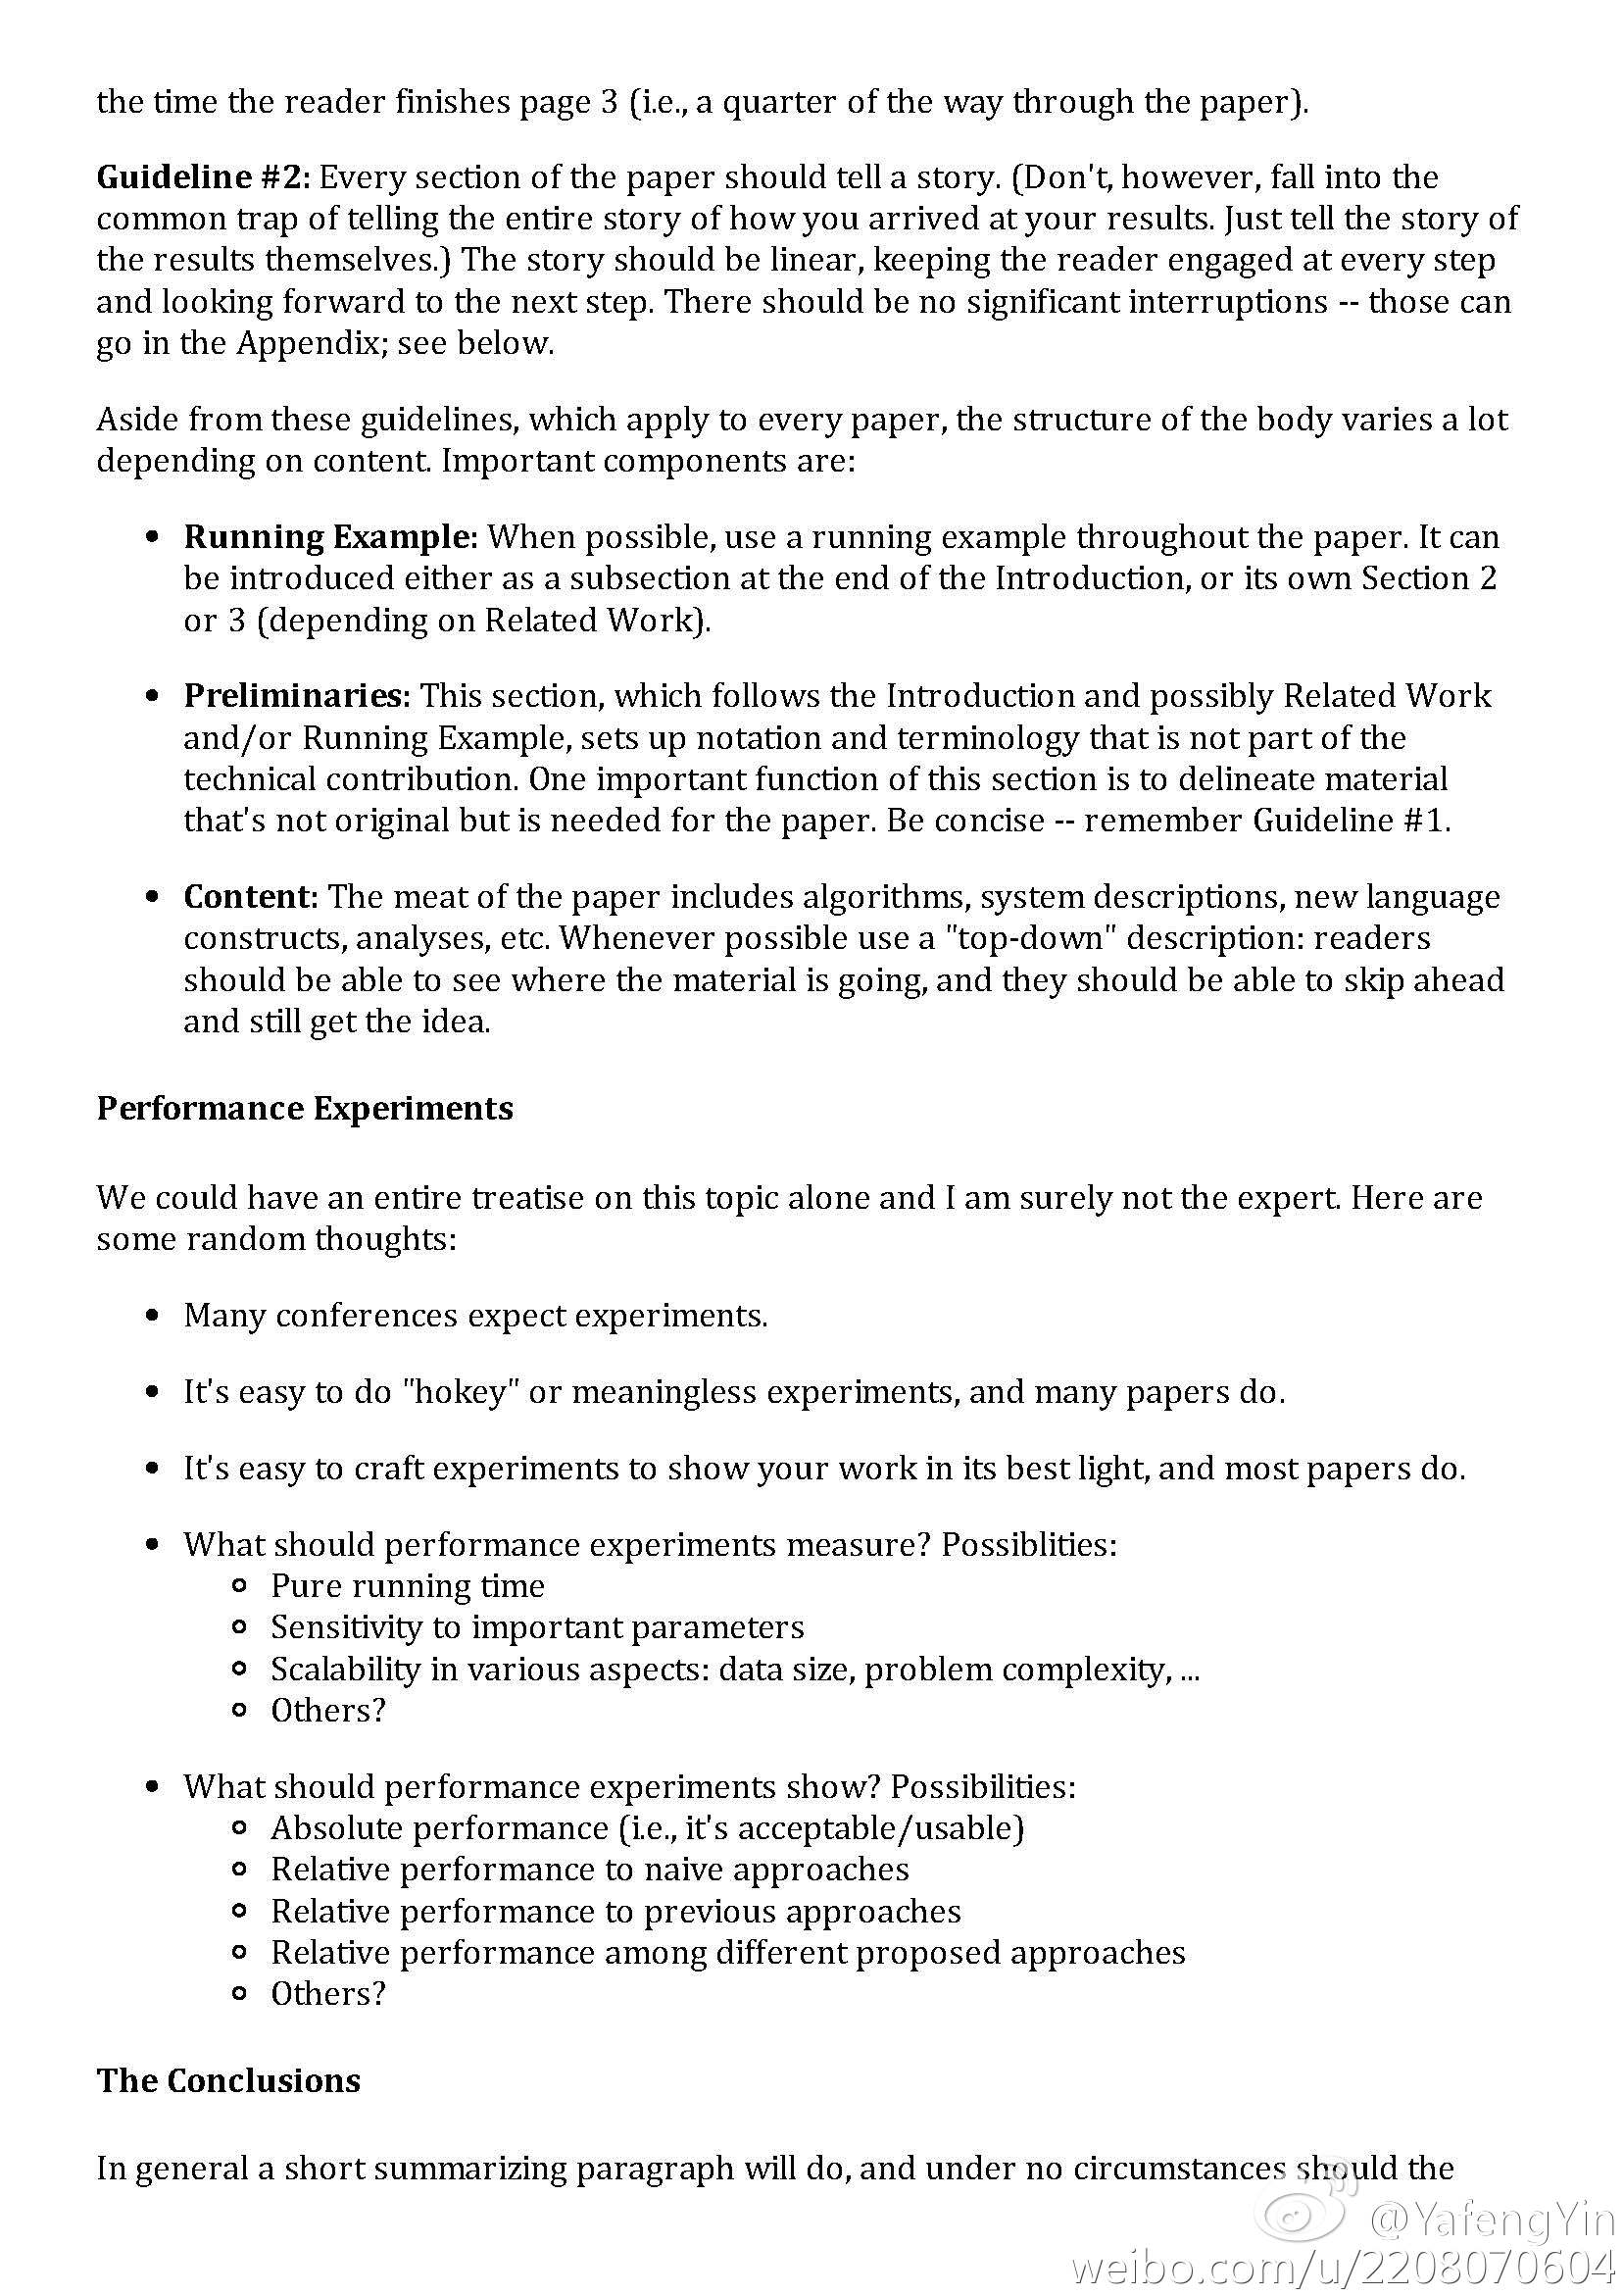 the time the reader finishes page 3 (i.e., a quarter of the way through the paper).
Guideline #2: Every section of the paper should tell a story. (Don't, however, fall into the
common trap of telling the entire story of how you arrived at your results. Just tell the story of
the results themselves.) The story should be linear, keeping the reader engaged at every step
and looking forward to the next step. There should be no significant interruptions -- those can
go in the Appendix; see below.
Aside from these guidelines, which apply to every paper, the structure of the body varies a lot
depending on content. Important components are:
• Running Example: When possible, use a running example throughout the paper. It can
be introduced either as a subsection at the end of the Introduction, or its own Section 2
or 3 (depending on Related Work).
• Preliminaries: This section, which follows the Introduction and possibly Related Work
and/or Running Example, sets up notation and terminology that is not part of the
technical contribution. One important function of this section is to delineate material
that's not original but is needed for the paper. Be concise -- remember Guideline #1.
• Content: The meat of the paper includes algorithms, system descriptions, new language
constructs, analyses, etc. Whenever possible use a "top-down" description: readers
should be able to see where the material is going, and they should be able to skip ahead
and still get the idea.
Performance Experiments
We could have an entire treatise on this topic alone and I am surely not the expert. Here are
some random thoughts:
• Many conferences expect experiments.
• It's easy to do "hokey" or meaningless experiments, and many papers do.
• It's easy to craft experiments to show your work in its best light, and most papers do.
• What should performance experiments measure? Possiblities:
o Pure running time
o Sensitivity to important parameters
o Scalability in various aspects: data size, problem complexity, ...
o Others?
• What should performance experiments show? Possibilities:
o Absolute performance (i.e., it's acceptable/usable)
o Relative performance to naive approaches
o Relative performance to previous approaches
o Relative performance among different proposed approaches
o Others?
The Conclusions
In general a short summarizing paragraph will do, and under no circumstances should the
@YafengYin
weibo.com/u/2208070604